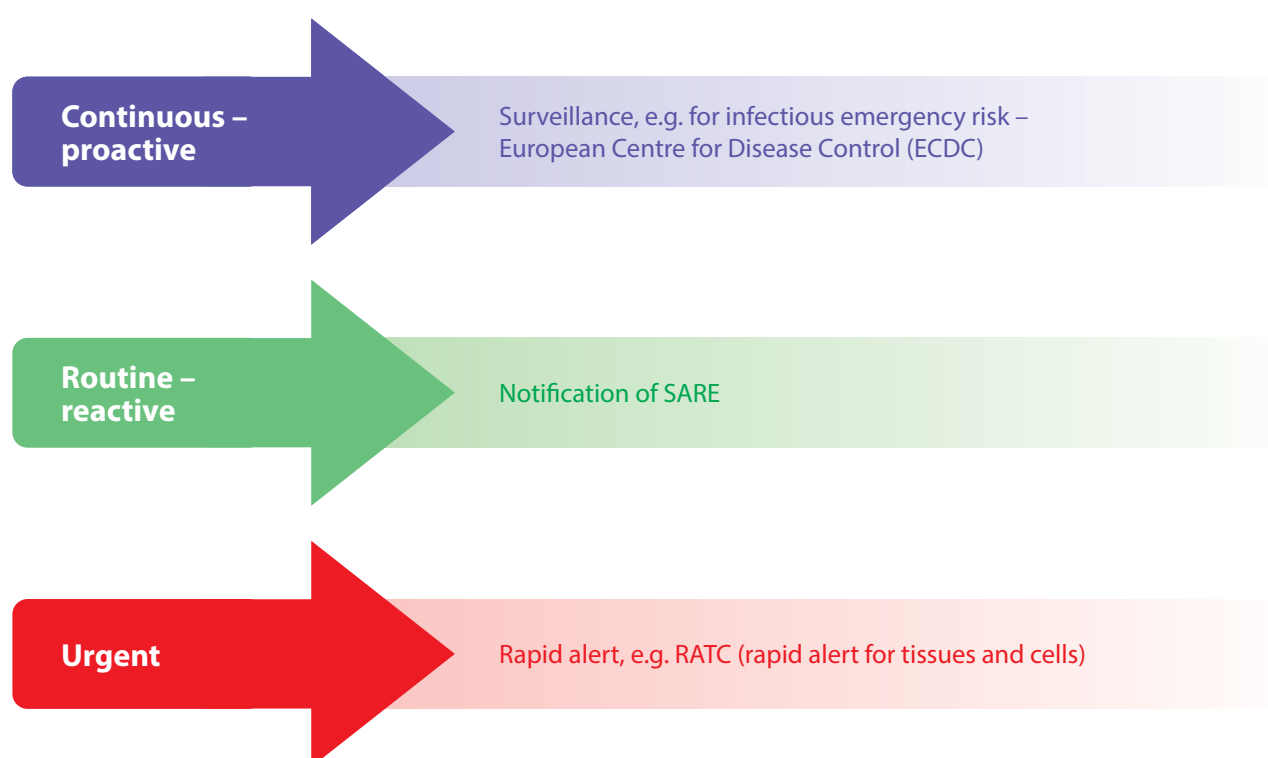 Continuous –
proactive
Surveillance, e.g. for infectious emergency risk –
European Centre for Disease Control (ECDC)
Routine –
reactive
Notification of SARE
Urgent
Rapid alert, e.g. RATC (rapid alert for tissues and cells)